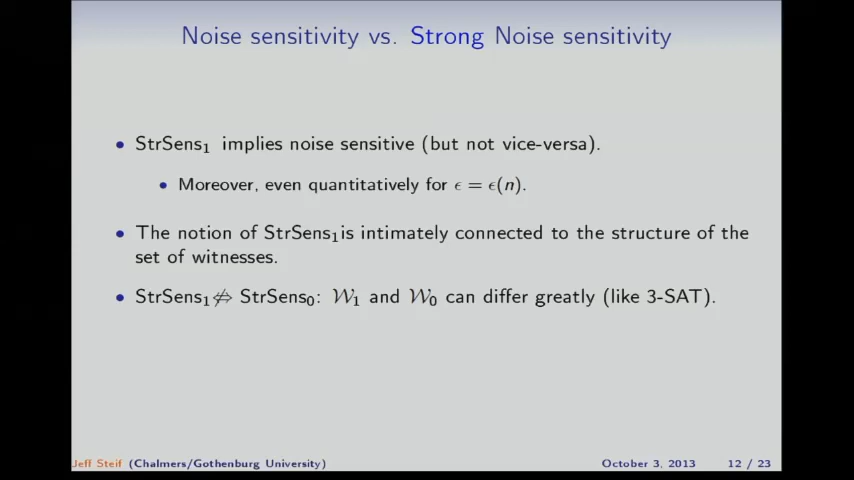 Noise sensitivity vs. Strong Noise sensitivity
• StrSens₁ implies noise sensitive (but not vice-versa).
• Moreover, even quantitatively for ϵ = ϵ(n).
• The notion of StrSens₁is intimately connected to the structure of the
set of witnesses.
• StrSens₁⇎ StrSens₀: 𝒲₁ and 𝒲₀ can differ greatly (like 3-SAT).
Jeff Steif (Chalmers/Gothenburg University) October 3, 2013 12 / 23